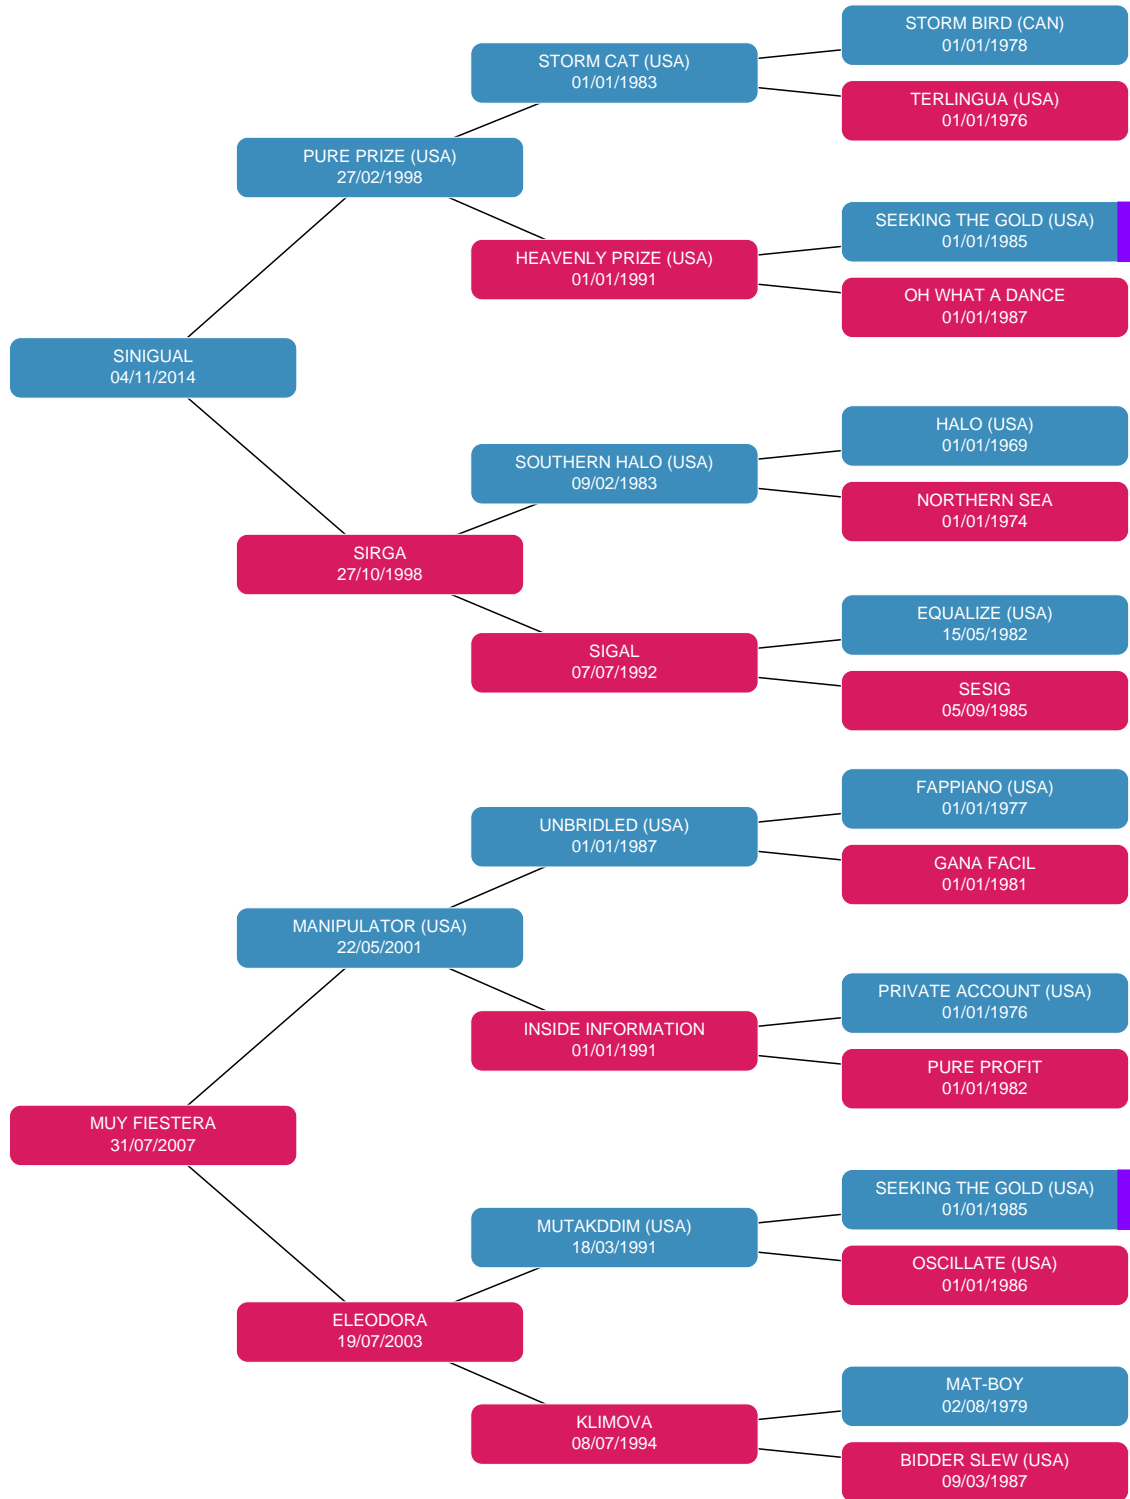 STORM BIRD (CAN)
01/01/1978
STORM CAT (USA)
01/01/1983
TERLINGUA (USA)
01/01/1976
PURE PRIZE (USA)
27/02/1998
SEEKING THE GOLD (USA)
01/01/1985
HEAVENLY PRIZE (USA)
01/01/1991
OH WHAT A DANCE
01/01/1987
SINIGUAL
04/11/2014
HALO (USA)
01/01/1969
SOUTHERN HALO (USA)
09/02/1983
NORTHERN SEA
01/01/1974
SIRGA
27/10/1998
EQUALIZE (USA)
15/05/1982
SIGAL
07/07/1992
SESIG
05/09/1985
FAPPIANO (USA)
01/01/1977
UNBRIDLED (USA)
01/01/1987
GANA FACIL
01/01/1981
MANIPULATOR (USA)
22/05/2001
PRIVATE ACCOUNT (USA)
01/01/1976
INSIDE INFORMATION
01/01/1991
PURE PROFIT
01/01/1982
MUY FIESTERA
31/07/2007
SEEKING THE GOLD (USA)
01/01/1985
MUTAKDDIM (USA)
18/03/1991
OSCILLATE (USA)
01/01/1986
ELEODORA
19/07/2003
MAT-BOY
02/08/1979
KLIMOVA
08/07/1994
BIDDER SLEW (USA)
09/03/1987